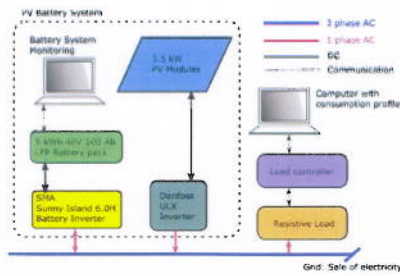 PV Battery System
Battery System
Monitoring
5.5 kW
PV Modules
3 phase AC
1 phase AC
DC
Communication
Computer with
consumption profile
5 kWh 48V 100 Ah
LFP Battery pack
Load controller
SMA
Sunny Island 6.0H
Battery Inverter
Danfoss
ULX
Inverter
Resistive Load
Grid: Sale of electricity